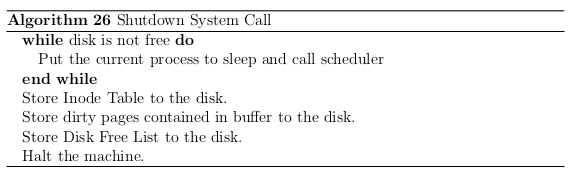 Algorithm 26 Shutdown System Call
while disk is not free do
Put the current process to sleep and call scheduler
end while
Store Inode Table to the disk.
Store dirty pages contained in buffer to the disk.
Store Disk Free List to the disk.
Halt the machine.